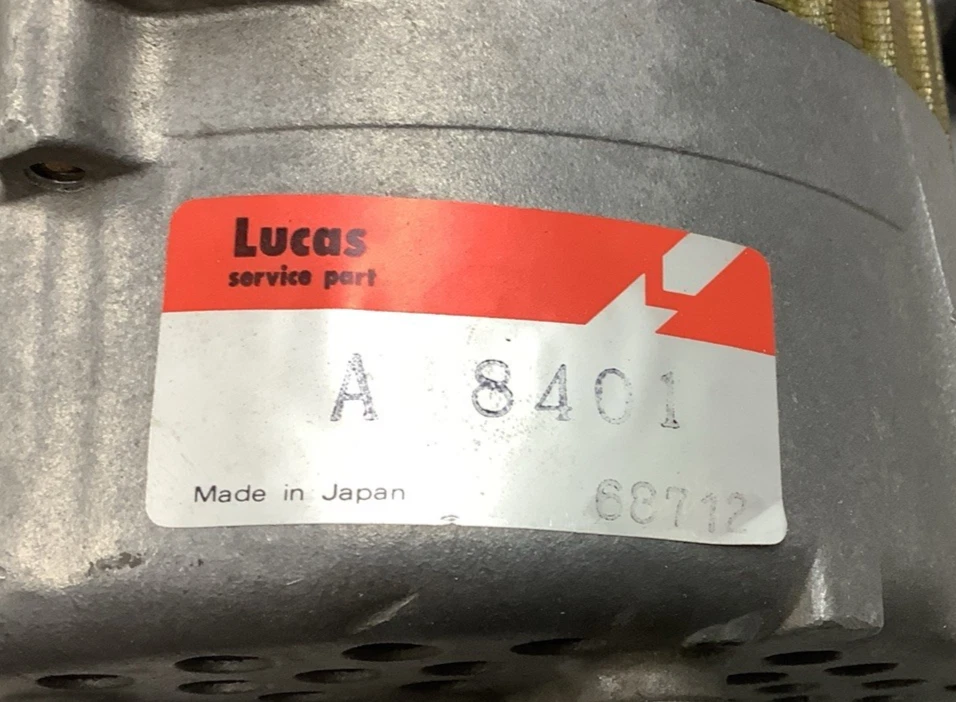 Lucas
service part
A 8401
Made in Japan
68712